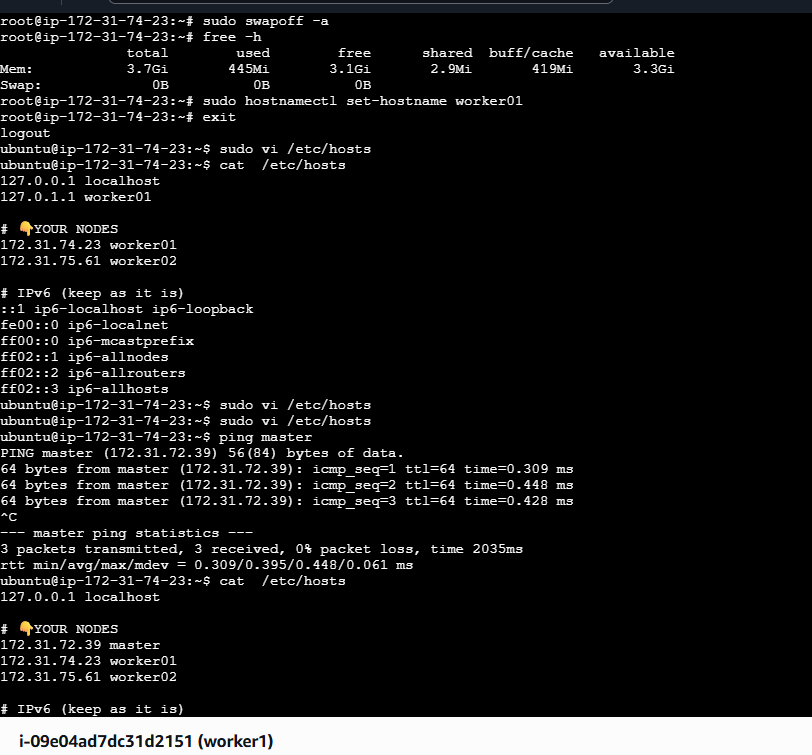 root@ip-172-31-74-23:~# sudo swapoff -a
root@ip-172-31-74-23:~# free -h
               total        used        free      shared  buff/cache   available
Mem:           3.7Gi       445Mi       3.1Gi       2.9Mi       419Mi       3.3Gi
Swap:             0B          0B          0B
root@ip-172-31-74-23:~# sudo hostnamectl set-hostname worker01
root@ip-172-31-74-23:~# exit
logout
ubuntu@ip-172-31-74-23:~$ sudo vi /etc/hosts
ubuntu@ip-172-31-74-23:~$ cat  /etc/hosts
127.0.0.1 localhost
127.0.1.1 worker01

# 👇YOUR NODES
172.31.74.23 worker01
172.31.75.61 worker02

# IPv6 (keep as it is)
::1 ip6-localhost ip6-loopback
fe00::0 ip6-localnet
ff00::0 ip6-mcastprefix
ff02::1 ip6-allnodes
ff02::2 ip6-allrouters
ff02::3 ip6-allhosts
ubuntu@ip-172-31-74-23:~$ sudo vi /etc/hosts
ubuntu@ip-172-31-74-23:~$ sudo vi /etc/hosts
ubuntu@ip-172-31-74-23:~$ ping master
PING master (172.31.72.39) 56(84) bytes of data.
64 bytes from master (172.31.72.39): icmp_seq=1 ttl=64 time=0.309 ms
64 bytes from master (172.31.72.39): icmp_seq=2 ttl=64 time=0.448 ms
64 bytes from master (172.31.72.39): icmp_seq=3 ttl=64 time=0.428 ms
^C
--- master ping statistics ---
3 packets transmitted, 3 received, 0% packet loss, time 2035ms
rtt min/avg/max/mdev = 0.309/0.395/0.448/0.061 ms
ubuntu@ip-172-31-74-23:~$ cat  /etc/hosts
127.0.0.1 localhost

# 👇YOUR NODES
172.31.72.39 master
172.31.74.23 worker01
172.31.75.61 worker02

# IPv6 (keep as it is)
i-09e04ad7dc31d2151 (worker1)